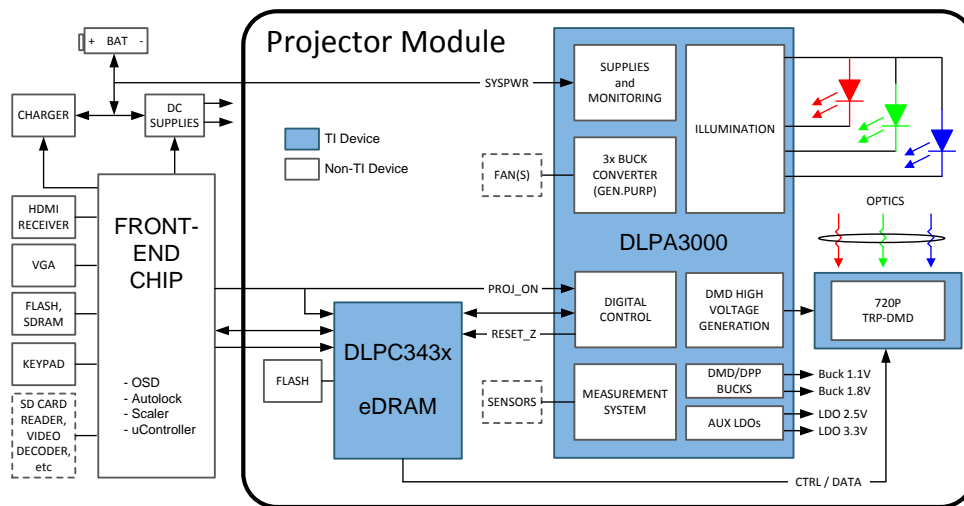 + BAT -
Projector Module
CHARGER
DC
SUPPLIES
SYSPWR
SUPPLIES
and
MONITORING
ILLUMINATION
TI Device
Non-TI Device
FAN(S)
3x BUCK
CONVERTER
(GEN.PURP)
HDMI
RECEIVER
VGA
FLASH,
SDRAM
KEYPAD
SD CARD
READER,
VIDEO
DECODER,
etc
FRONT-
END
CHIP
- OSD
- Autolock
- Scaler
- uController
DLPA3000
OPTICS
PROJ_ON
RESET_Z
DIGITAL
CONTROL
DMD HIGH
VOLTAGE
GENERATION
720P
TRP-DMD
DLPC343x
eDRAM
FLASH
SENSORS
MEASUREMENT
SYSTEM
DMD/DPP
BUCKS
AUX LDOs
Buck 1.1V
Buck 1.8V
LDO 2.5V
LDO 3.3V
CTRL / DATA